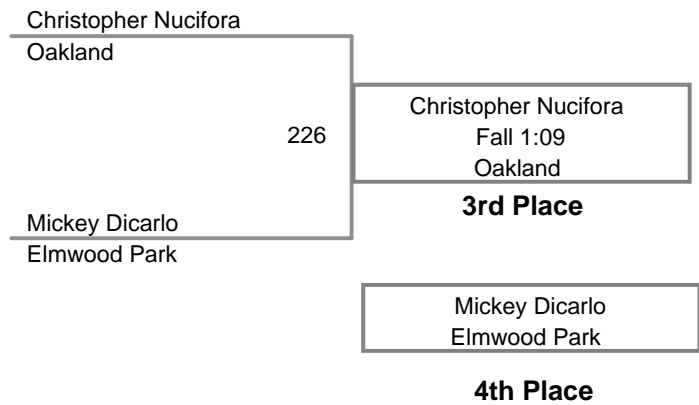 Christopher Nucifora
Oakland
226
Christopher Nucifora
Fall 1:09
Oakland
3rd Place
Mickey Dicarlo
Elmwood Park
Mickey Dicarlo
Elmwood Park
4th Place